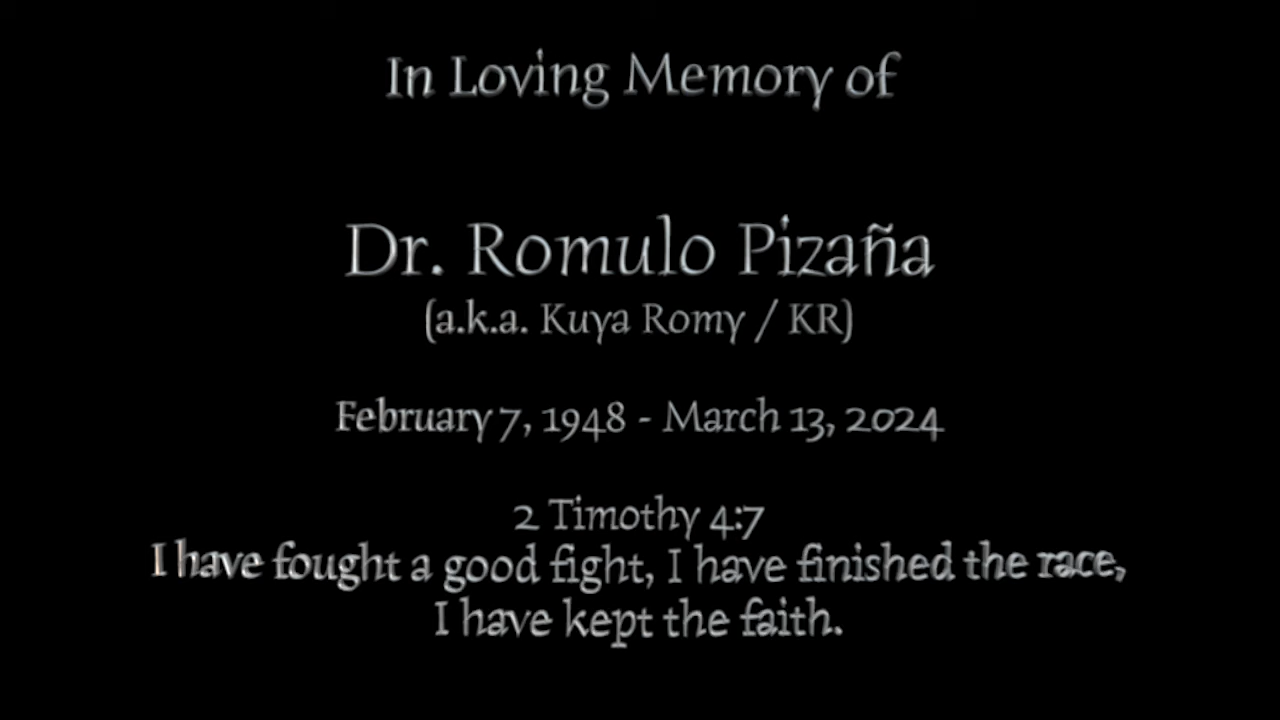 In Loving Memory of
Dr. Romulo Pizaña
(a.k.a. Kuya Romy / KR)
February 7, 1948 - March 13, 2024
2 Timothy 4:7
I have fought a good fight, I have finished the race,
I have kept the faith.